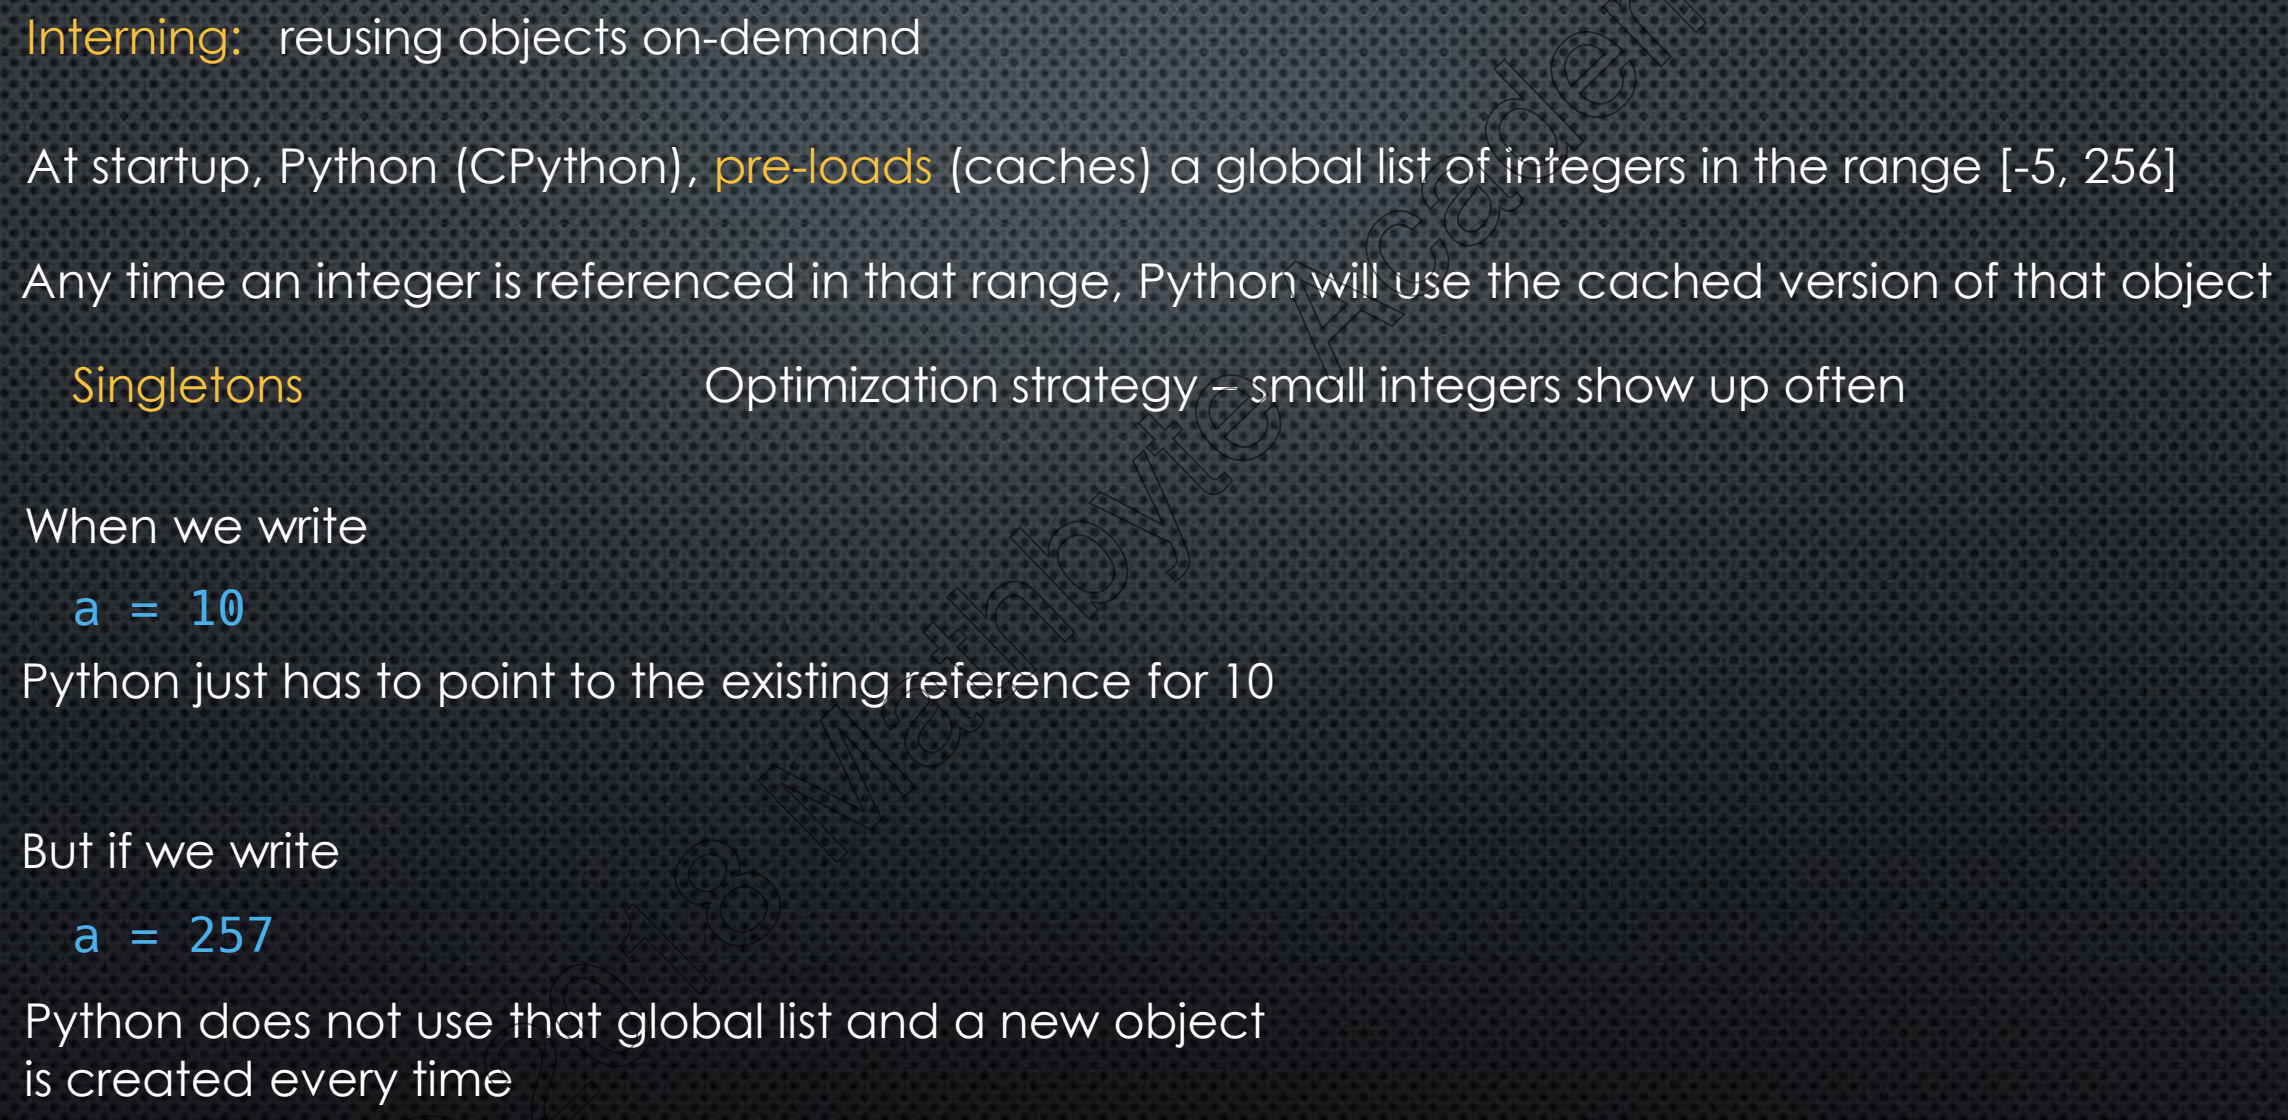 Interning: reusing objects on-demand
At startup, Python (CPython), pre-loads (caches) a global list of integers in the range [-5, 256]
Any time an integer is referenced in that range, Python will use the cached version of that object
Singletons Optimization strategy – small integers show up often
When we write
a = 10
Python just has to point to the existing reference for 10
But if we write
a = 257
Python does not use that global list and a new object
is created every time
2018 Mathbyte Academ